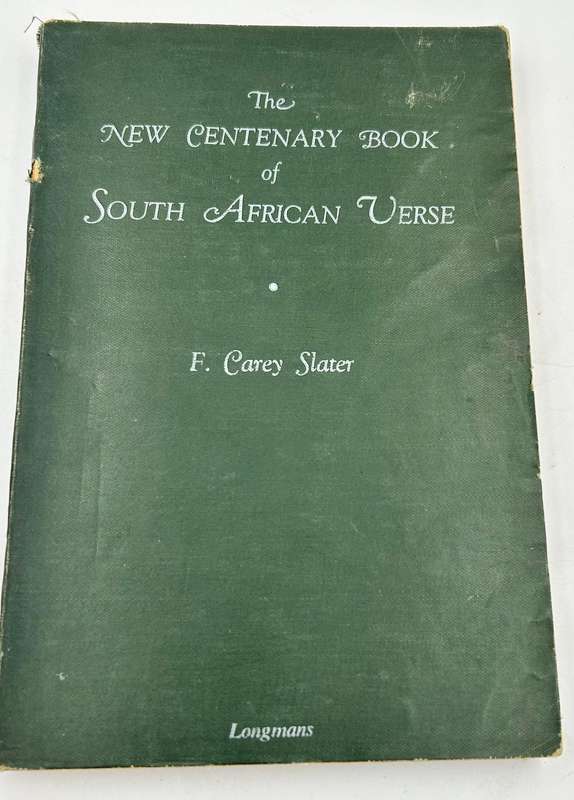 The
NEW CENTENARY BOOK
of
SOUTH AFRICAN VERSE
F. Carey Slater
Longmans